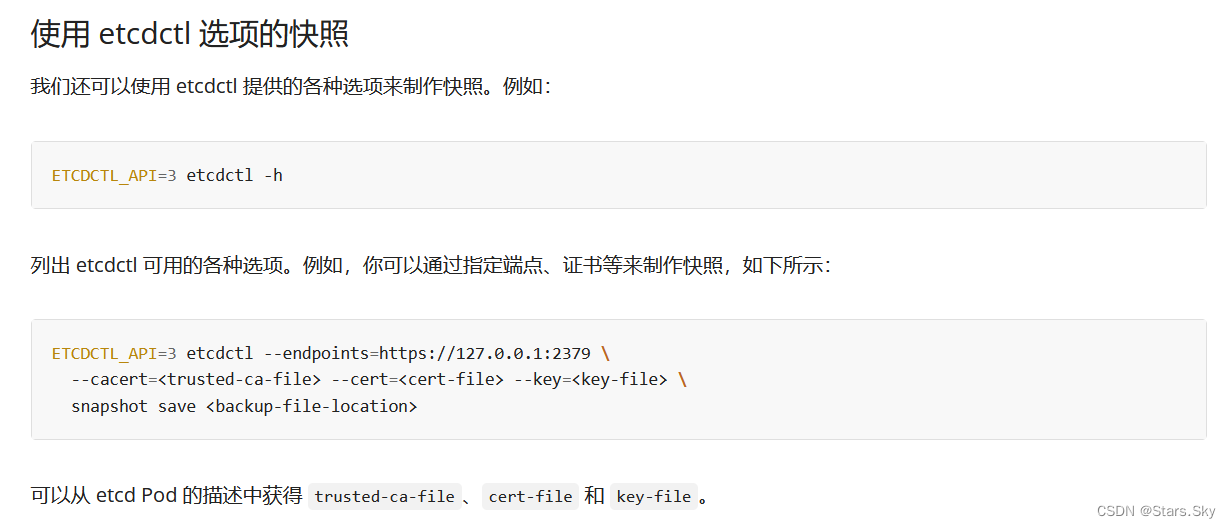 使用 etcdctl 选项的快照
我们还可以使用 etcdctl 提供的各种选项来制作快照。例如：
ETCDCTL_API=3 etcdctl -h
列出 etcdctl 可用的各种选项。例如，你可以通过指定端点、证书等来制作快照，如下所示：
ETCDCTL_API=3 etcdctl --endpoints=https://127.0.0.1:2379 \
--cacert=<trusted-ca-file> --cert=<cert-file> --key=<key-file> \
snapshot save <backup-file-location>
可以从 etcd Pod 的描述中获得 trusted-ca-file、cert-file 和 key-file。
CSDN @Stars.Sky